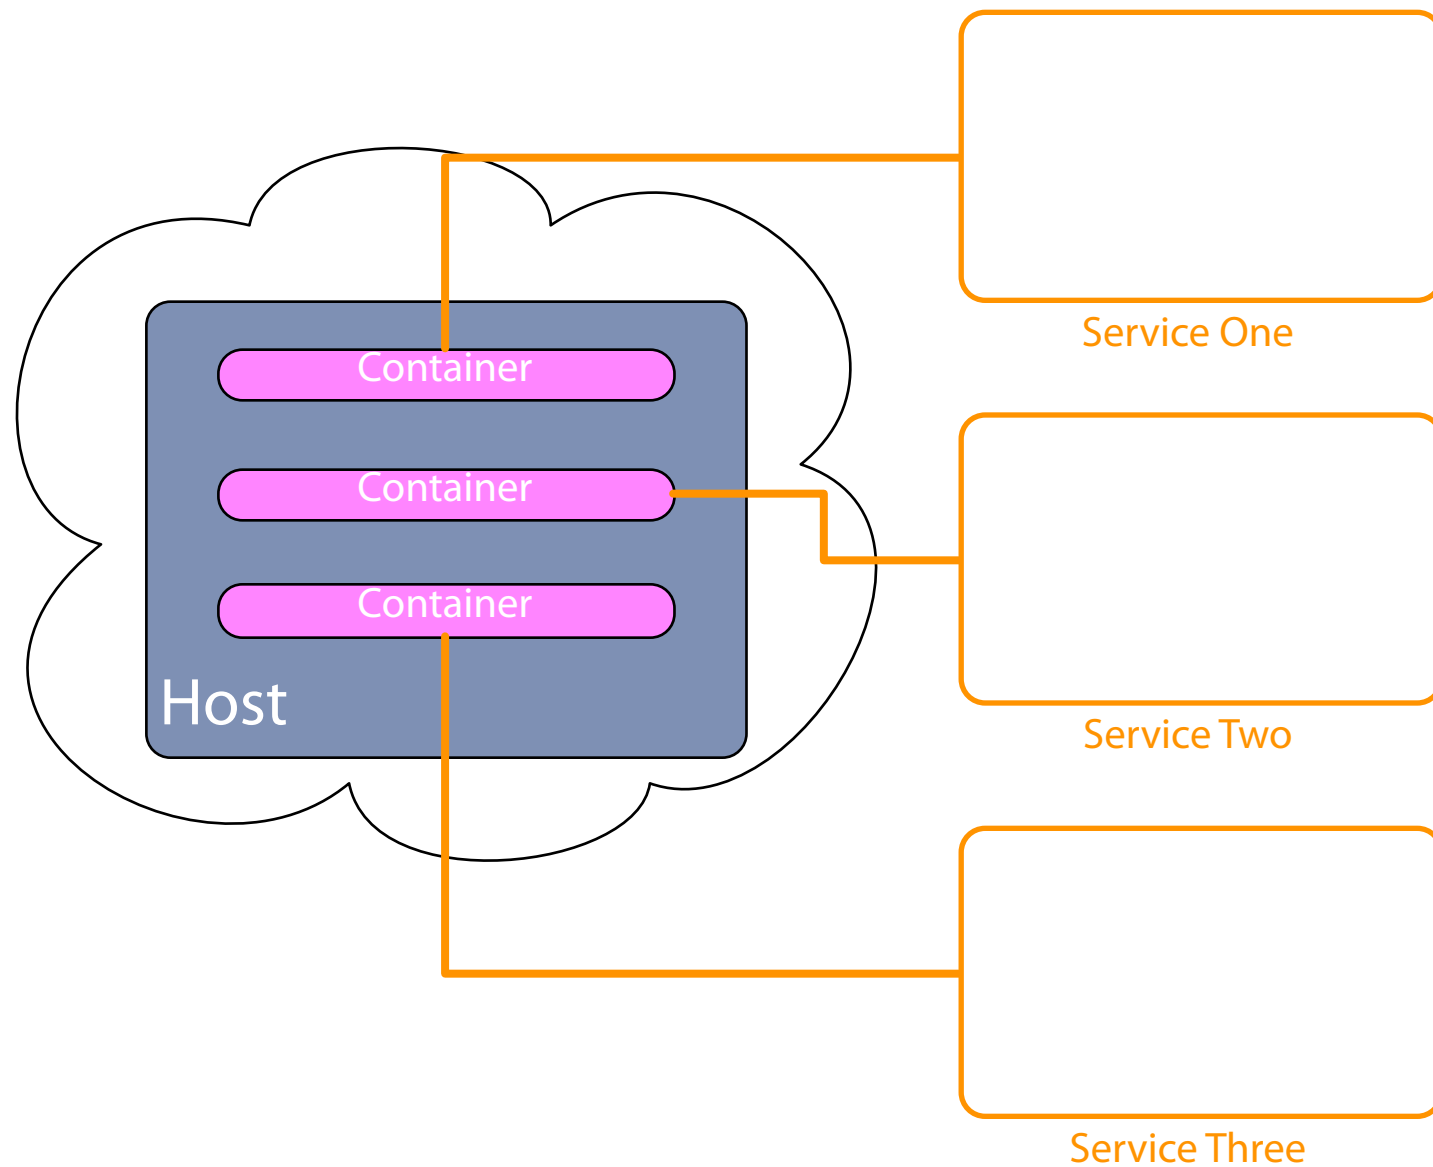 Service One
Container
Container
Container
Host
Service Two
Service Three